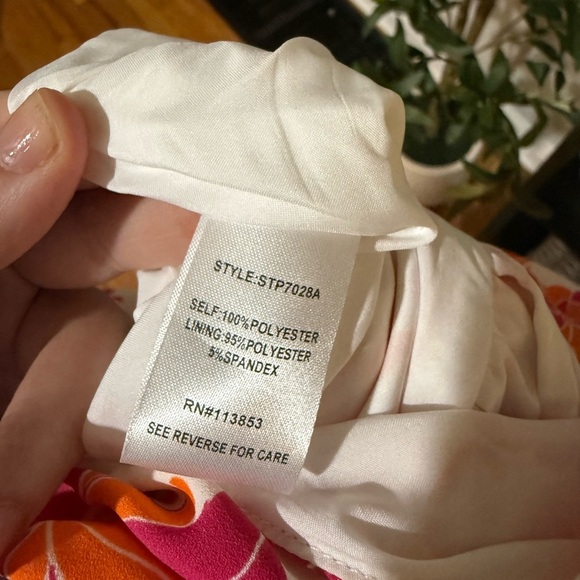 STYLE:STP7028A
SELF:100%POLYESTER
LINING:95%POLYESTER
5%SPANDEX
RN#113853
SEE REVERSE FOR CARE